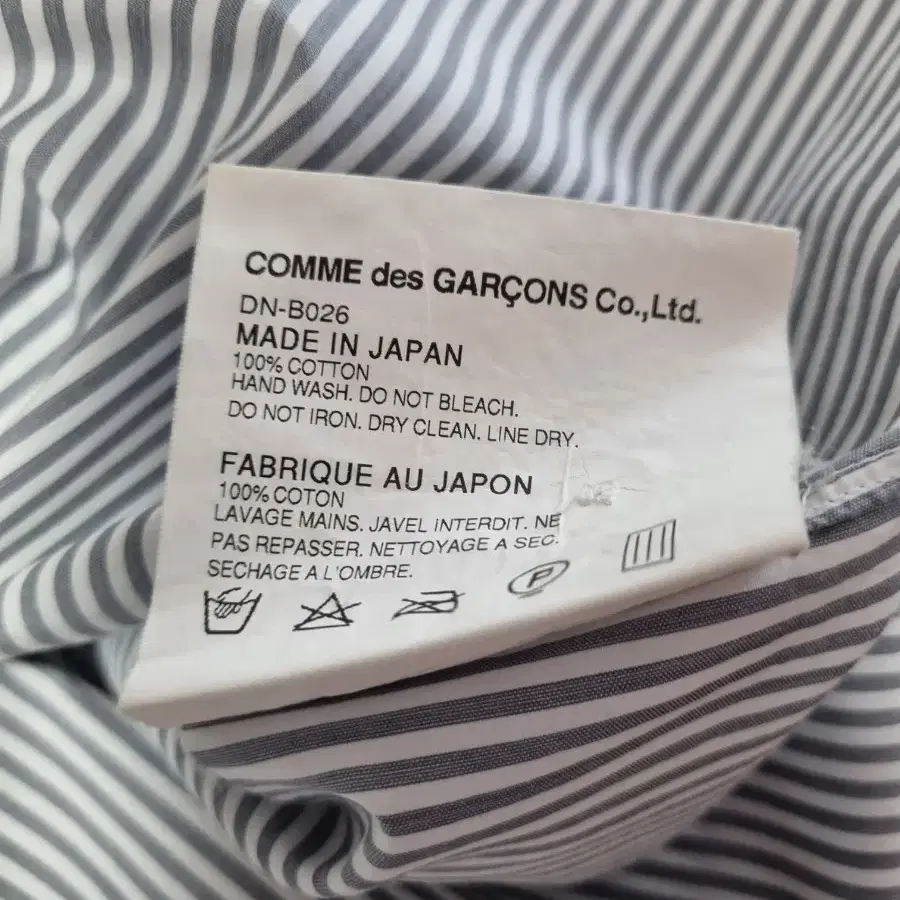 COMME des GARÇONS Co.,Ltd.
DN-B026
MADE IN JAPAN
100% COTTON
HAND WASH. DO NOT BLEACH.
DO NOT IRON. DRY CLEAN. LINE DRY.
FABRIQUE AU JAPON
100% COTON
LAVAGE MAINS. JAVEL INTERDIT. NE
PAS REPASSER. NETTOYAGE A SEC.
SECHAGE A L'OMBRE.
P